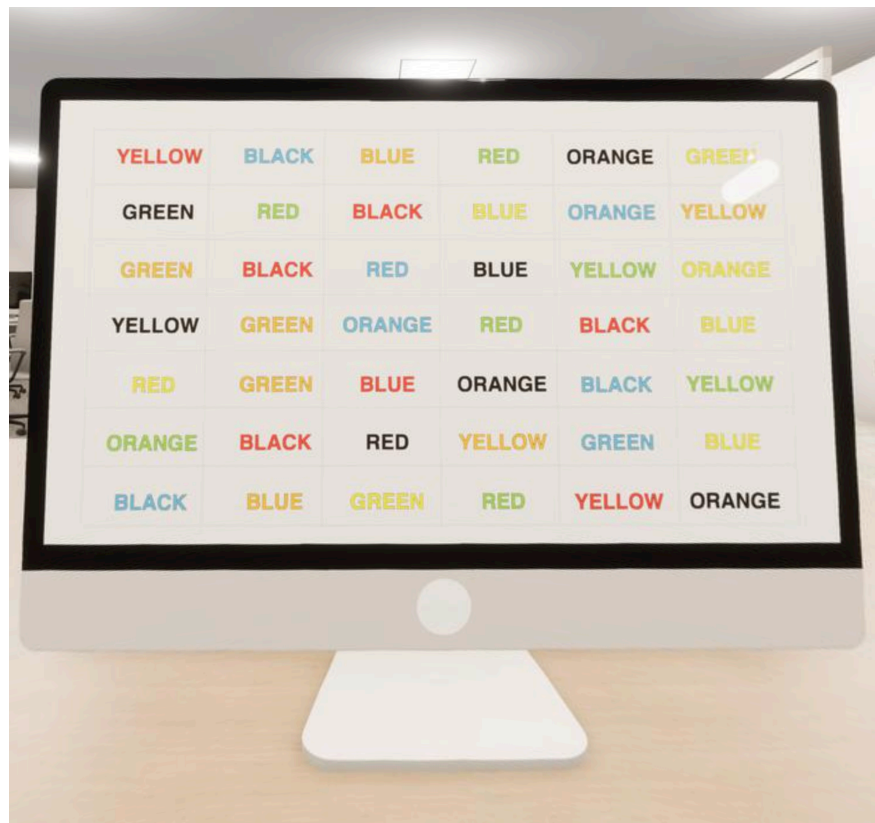 YELLOW BLACK BLUE RED ORANGE GREEN
GREEN RED BLACK BLUE ORANGE YELLOW
GREEN BLACK RED BLUE YELLOW ORANGE
YELLOW GREEN ORANGE RED BLACK BLUE
RED GREEN BLUE ORANGE BLACK YELLOW
ORANGE BLACK RED YELLOW GREEN BLUE
BLACK BLUE GREEN RED YELLOW ORANGE